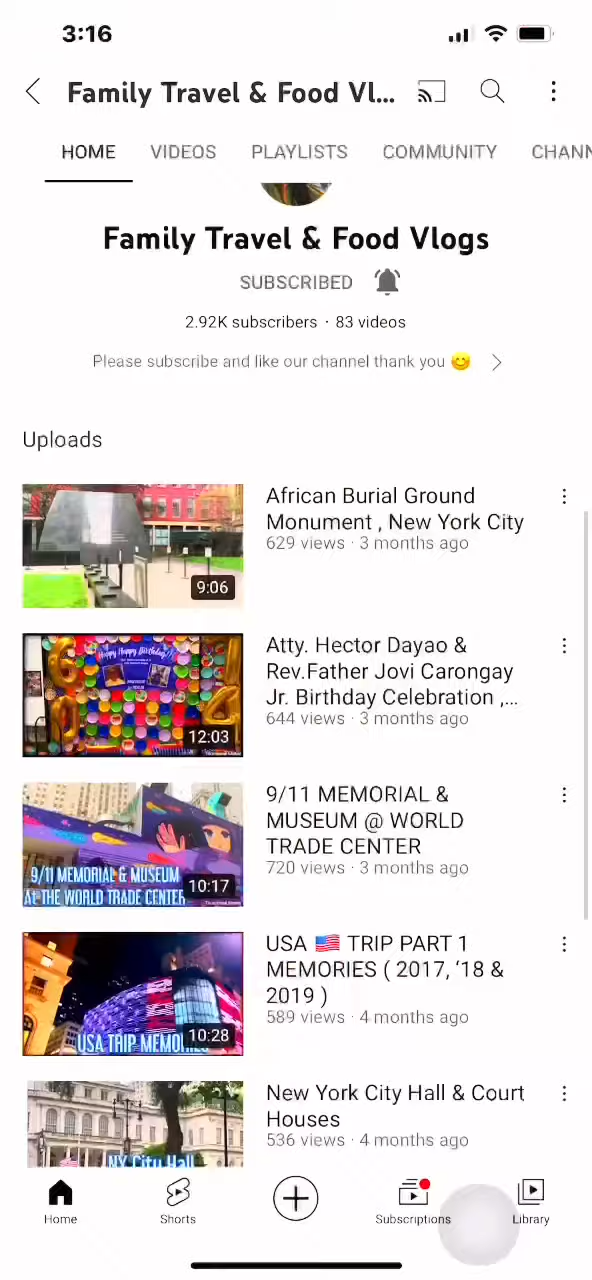 3:16
Family Travel & Food Vl...
HOME VIDEOS PLAYLISTS COMMUNITY CHANN
Family Travel & Food Vlogs
SUBSCRIBED
2.92K subscribers · 83 videos
Please subscribe and like our channel thank you 😊
Uploads
African Burial Ground
Monument , New York City
629 views · 3 months ago
9:06
Happy Happy Birthday!!
Atty. Hector Dayao &
Rev.Father Jovi Carongay
Jr. Birthday Celebration ,...
644 views · 3 months ago
12:03
9/11 MEMORIAL &
MUSEUM @ WORLD
TRADE CENTER
720 views · 3 months ago
9/11 MEMORIAL & MUSEUM
At THE WORLD TRADE CENTER
10:17
USA 🇺🇸 TRIP PART 1
MEMORIES ( 2017, ‘18 &
2019 )
589 views · 4 months ago
USA TRIP
10:28
New York City Hall & Court
Houses
536 views · 4 months ago
NY City Hall
Home Shorts Subscriptions Library